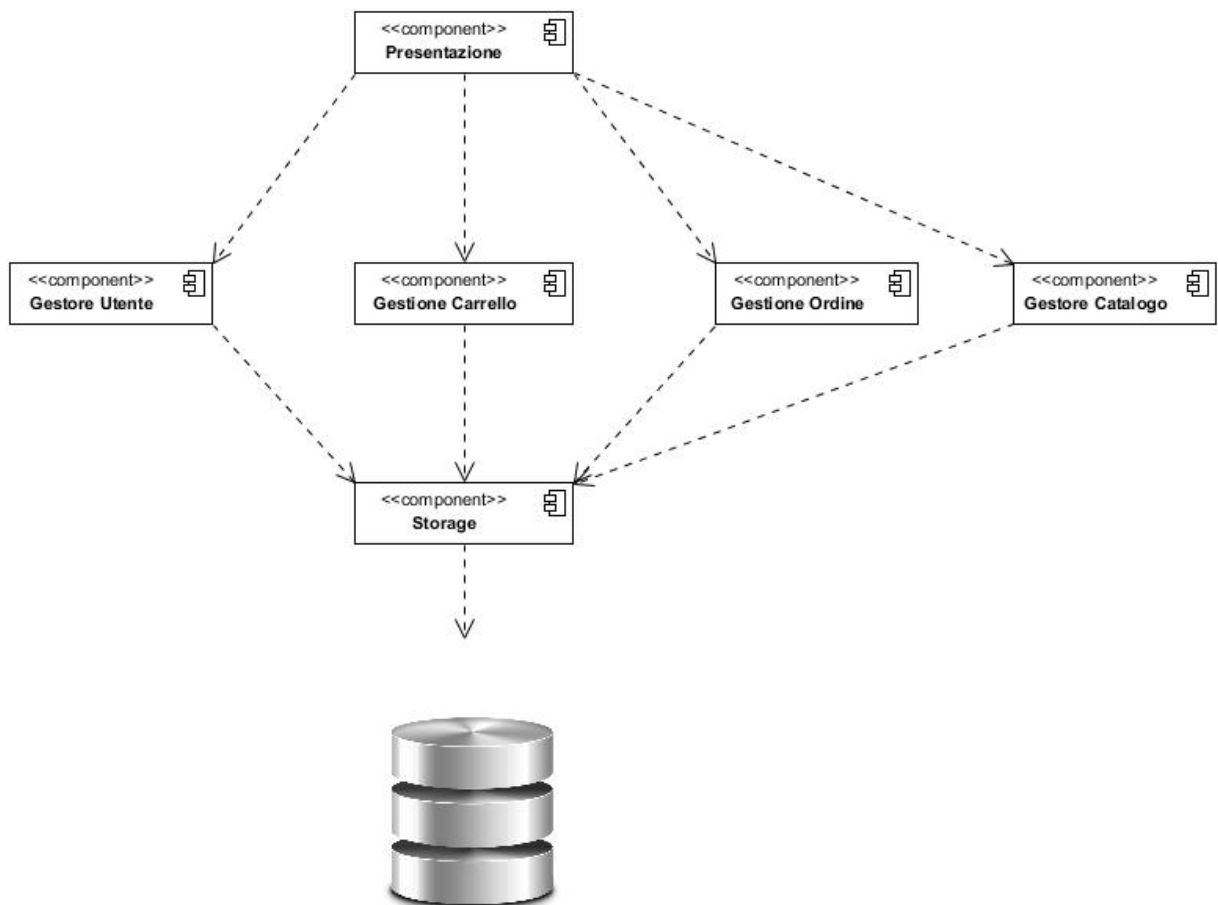 <<component>>
Presentazione
<<component>>
Gestore Utente
<<component>>
Gestione Carrello
<<component>>
Gestione Ordine
<<component>>
Gestore Catalogo
<<component>>
Storage